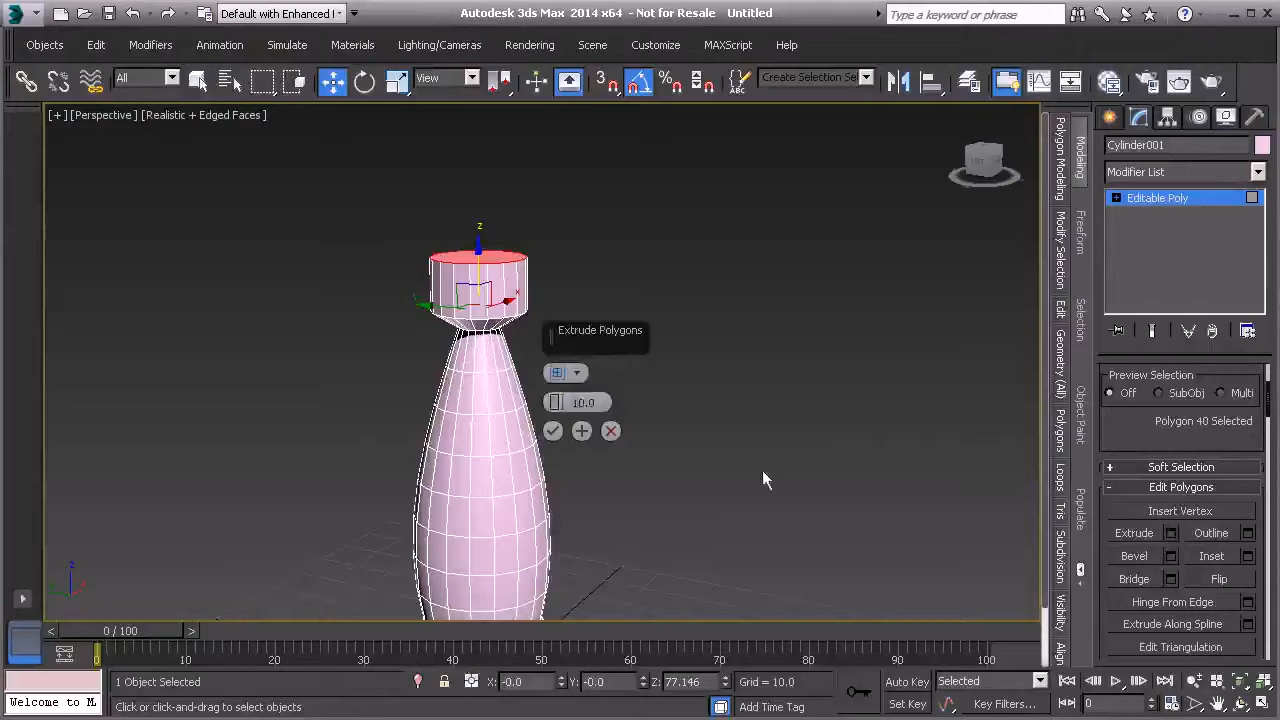 Default with Enhanced
Autodesk 3ds Max 2014 x64 - Not for Resale Untitled
Type a keyword or phrase
Objects Edit Modifiers Animation Simulate Materials Lighting/Cameras Rendering Scene Customize MAXScript Help
All
View
3
ABC
Create Selection Se
[+][Perspective][Realistic + Edged Faces]
Polygon Modeling
Modify Selection
Edit
Geometry (All)
Polygons
Loops
Tris
Subdivision
Visibility
Align
Modeling
Freeform
Selection
Object Paint
Populate
Cylinder001
Modifier List
Editable Poly
z
x
Extrude Polygons
10.0
Preview Selection
Off SubObj Multi
Polygon 40 Selected
+ Soft Selection
- Edit Polygons
Insert Vertex
Extrude Outline
Bevel Inset
Bridge Flip
Hinge From Edge
Extrude Along Spline
Edit Triangulation
z
< 0 / 100 >
0 10 20 30 40 50 60 70 80 90 100
1 Object Selected
X: -0.0 Y: -0.0 Z: 77.146 Grid = 10.0
Auto Key Selected
Welcome to M
Click or click-and-drag to select objects
Add Time Tag
Set Key Key Filters...
0